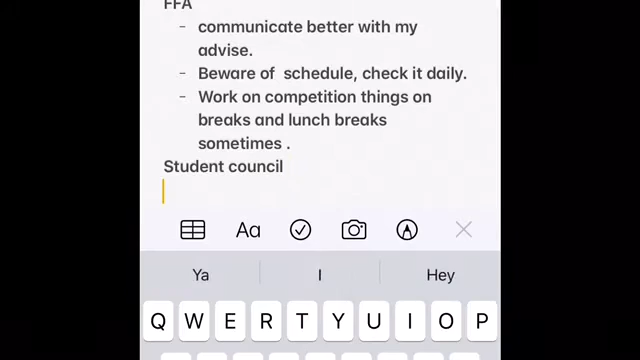 FFA
- communicate better with my
advise.
- Beware of  schedule, check it daily.
- Work on competition things on
breaks and lunch breaks
sometimes .
Student council
Aa
Ya I Hey
Q W E R T Y U I O P